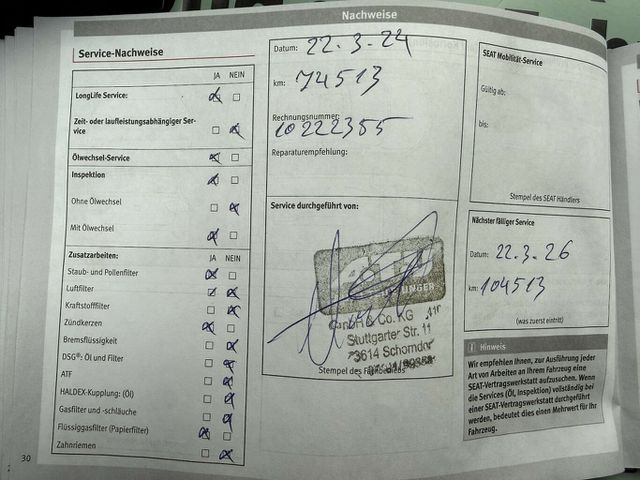 Nachweise
Service-Nachweise
JA NEIN
LongLife Service:
Zeit- oder laufleistungsabhängiger Ser-
vice
Ölwechsel-Service
Inspektion
Ohne Ölwechsel
Mit Ölwechsel
JA NEIN
Zusatzarbeiten:
Staub- und Pollenfilter
Luftfilter
Kraftstofffilter
Zündkerzen
Bremsflüssigkeit
DSG®: Öl und Filter
ATF
HALDEX-Kupplung: (Öl)
Gasfilter und -schläuche
Flüssiggasfilter (Papierfilter)
Zahnriemen
30
Datum: 22.3.24
km: 74513
Rechnungsnummer:
10222355
Reparaturempfehlung:
Service durchgeführt von:
GmbH & Co. KG
Stuttgarter Str. 11
73614 Schorndorf
Stempel des Fachbetriebs
SEAT Mobilität-Service
Gültig ab:
bis:
Stempel des SEAT Händlers
Nächster fälliger Service
Datum: 22.3.26
km: 104513
(was zuerst eintritt)
i Hinweis
Wir empfehlen Ihnen, zur Ausführung jeder
Art von Arbeiten an Ihrem Fahrzeug eine
SEAT-Vertragswerkstatt aufzusuchen. Wenn
die Services (Öl, Inspektion) vollständig bei
einer SEAT-Vertragswerkstatt durchgeführt
werden, bedeutet dies einen Mehrwert für Ihr
Fahrzeug.